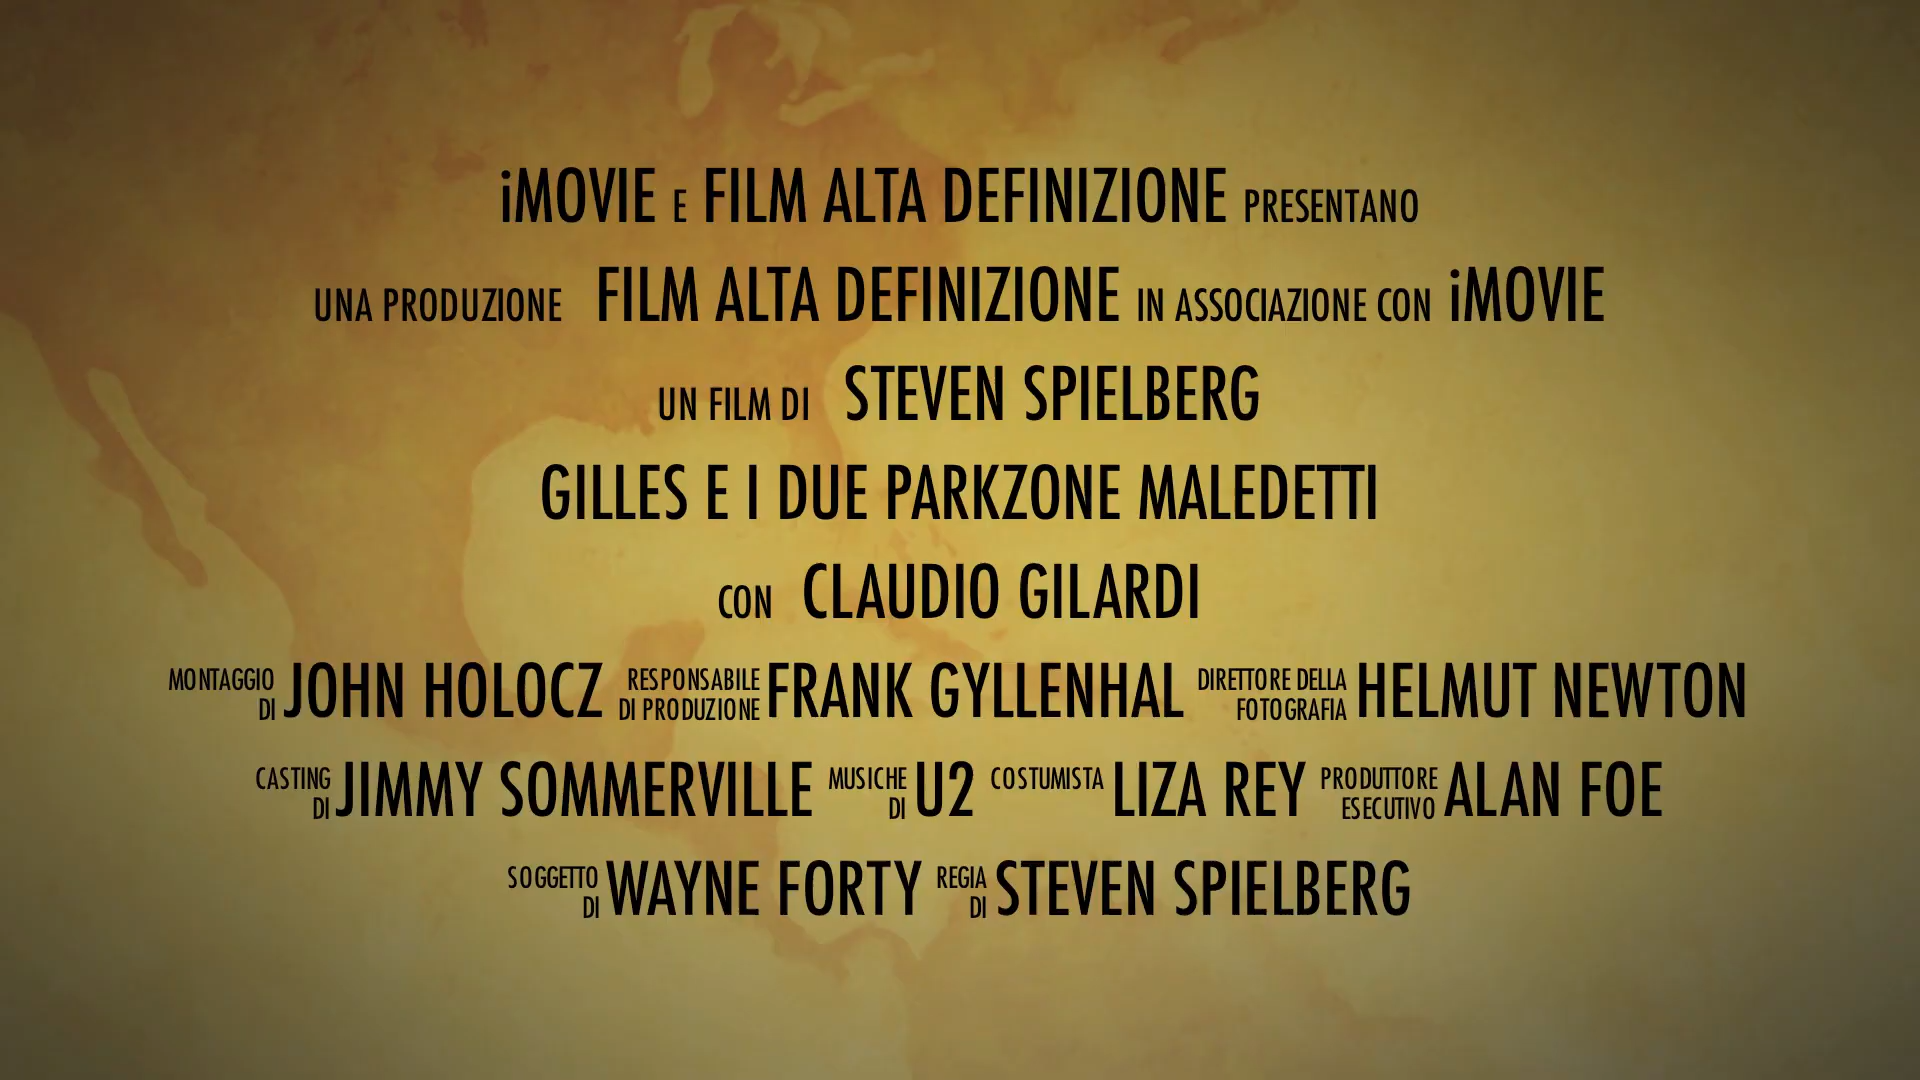 iMOVIE E FILM ALTA DEFINIZIONE PRESENTANO
UNA PRODUZIONE FILM ALTA DEFINIZIONE IN ASSOCIAZIONE CON iMOVIE
UN FILM DI STEVEN SPIELBERG
GILLES E I DUE PARKZONE MALEDETTI
CON CLAUDIO GILARDI
MONTAGGIO DI JOHN HOLOCZ RESPONSABILE DI PRODUZIONE FRANK GYLLENHAL DIRETTORE DELLA FOTOGRAFIA HELMUT NEWTON
CASTING DI JIMMY SOMMERVILLE MUSICHE DI U2 COSTUMISTA LIZA REY PRODUTTORE ESECUTIVO ALAN FOE
SOGGETTO DI WAYNE FORTY REGIA DI STEVEN SPIELBERG